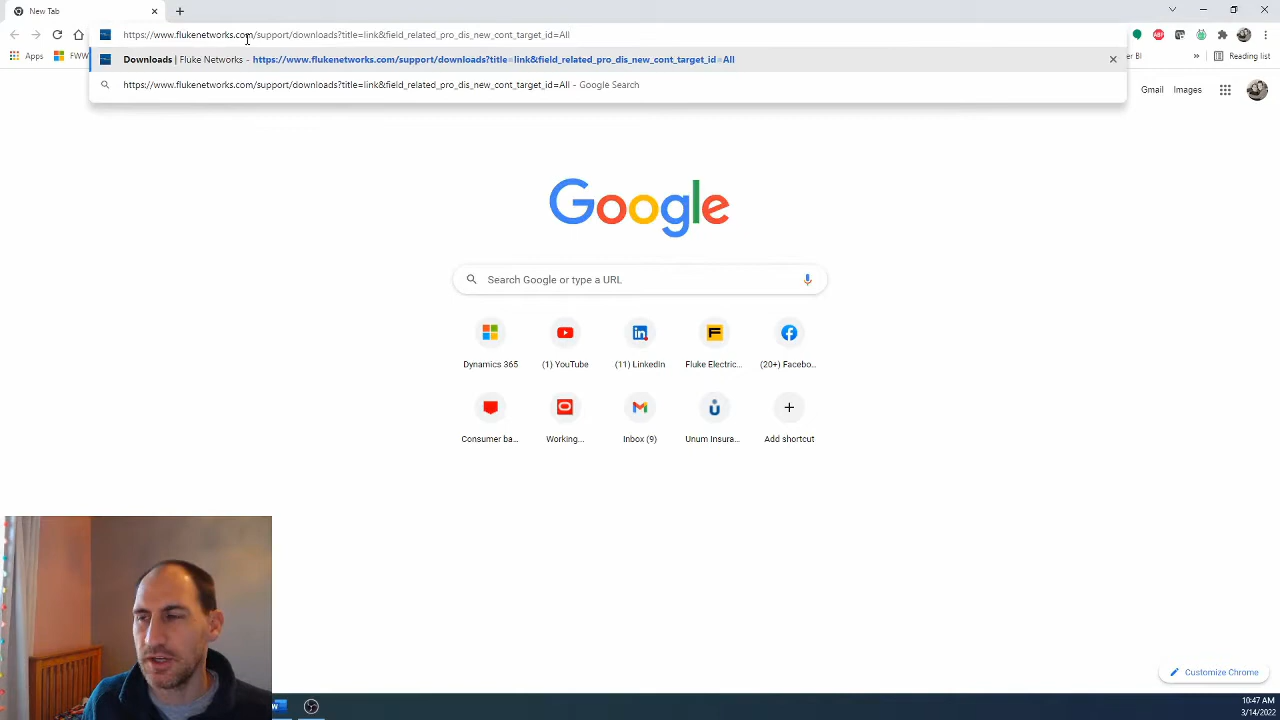 New Tab
https://www.flukenetworks.com/support/downloads?title=link&field_related_pro_dis_new_cont_target_id=All
Apps
FWW
Downloads | Fluke Networks - https://www.flukenetworks.com/support/downloads?title=link&field_related_pro_dis_new_cont_target_id=All
er Bl
Reading list
https://www.flukenetworks.com/support/downloads?title=link&field_related_pro_dis_new_cont_target_id=All - Google Search
Gmail Images
Google
Search Google or type a URL
Dynamics 365
(1) YouTube
(11) LinkedIn
Fluke Electric...
(20+) Facebo...
Consumer ba...
Working...
Inbox (9)
Unum Insura...
Add shortcut
Customize Chrome
10:47 AM
3/14/2022